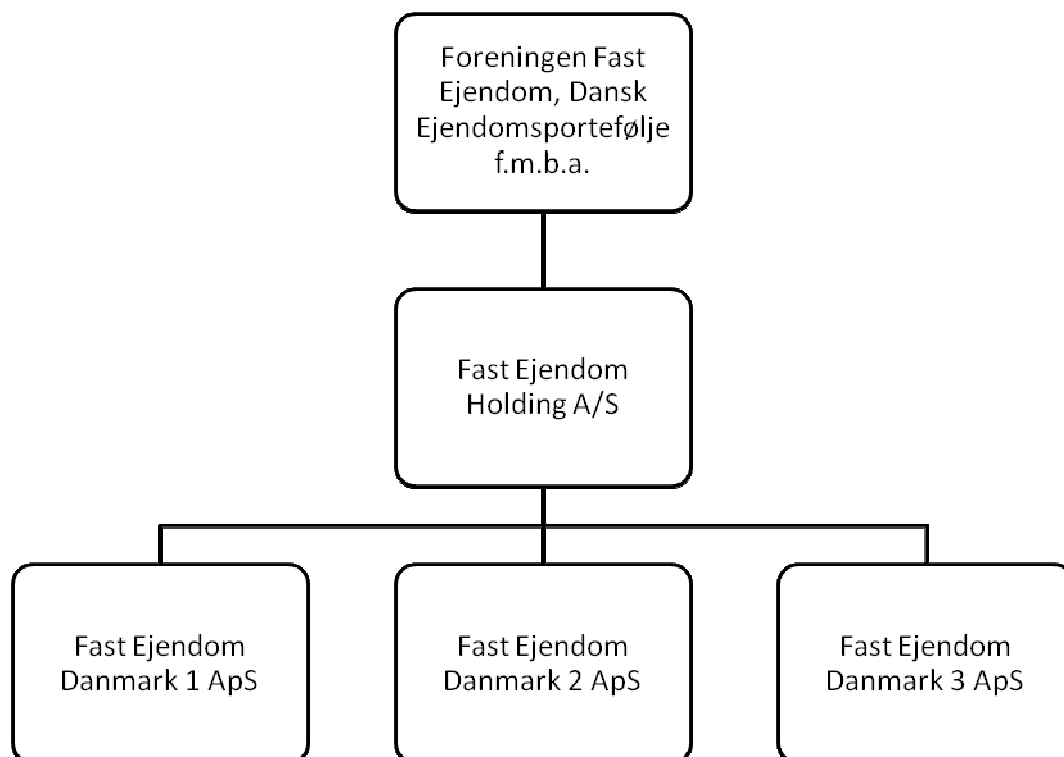 Foreningen Fast
Ejendom, Dansk
Ejendomsportefølje
f.m.b.a.
Fast Ejendom
Holding A/S
Fast Ejendom
Danmark 1 ApS
Fast Ejendom
Danmark 2 ApS
Fast Ejendom
Danmark 3 ApS